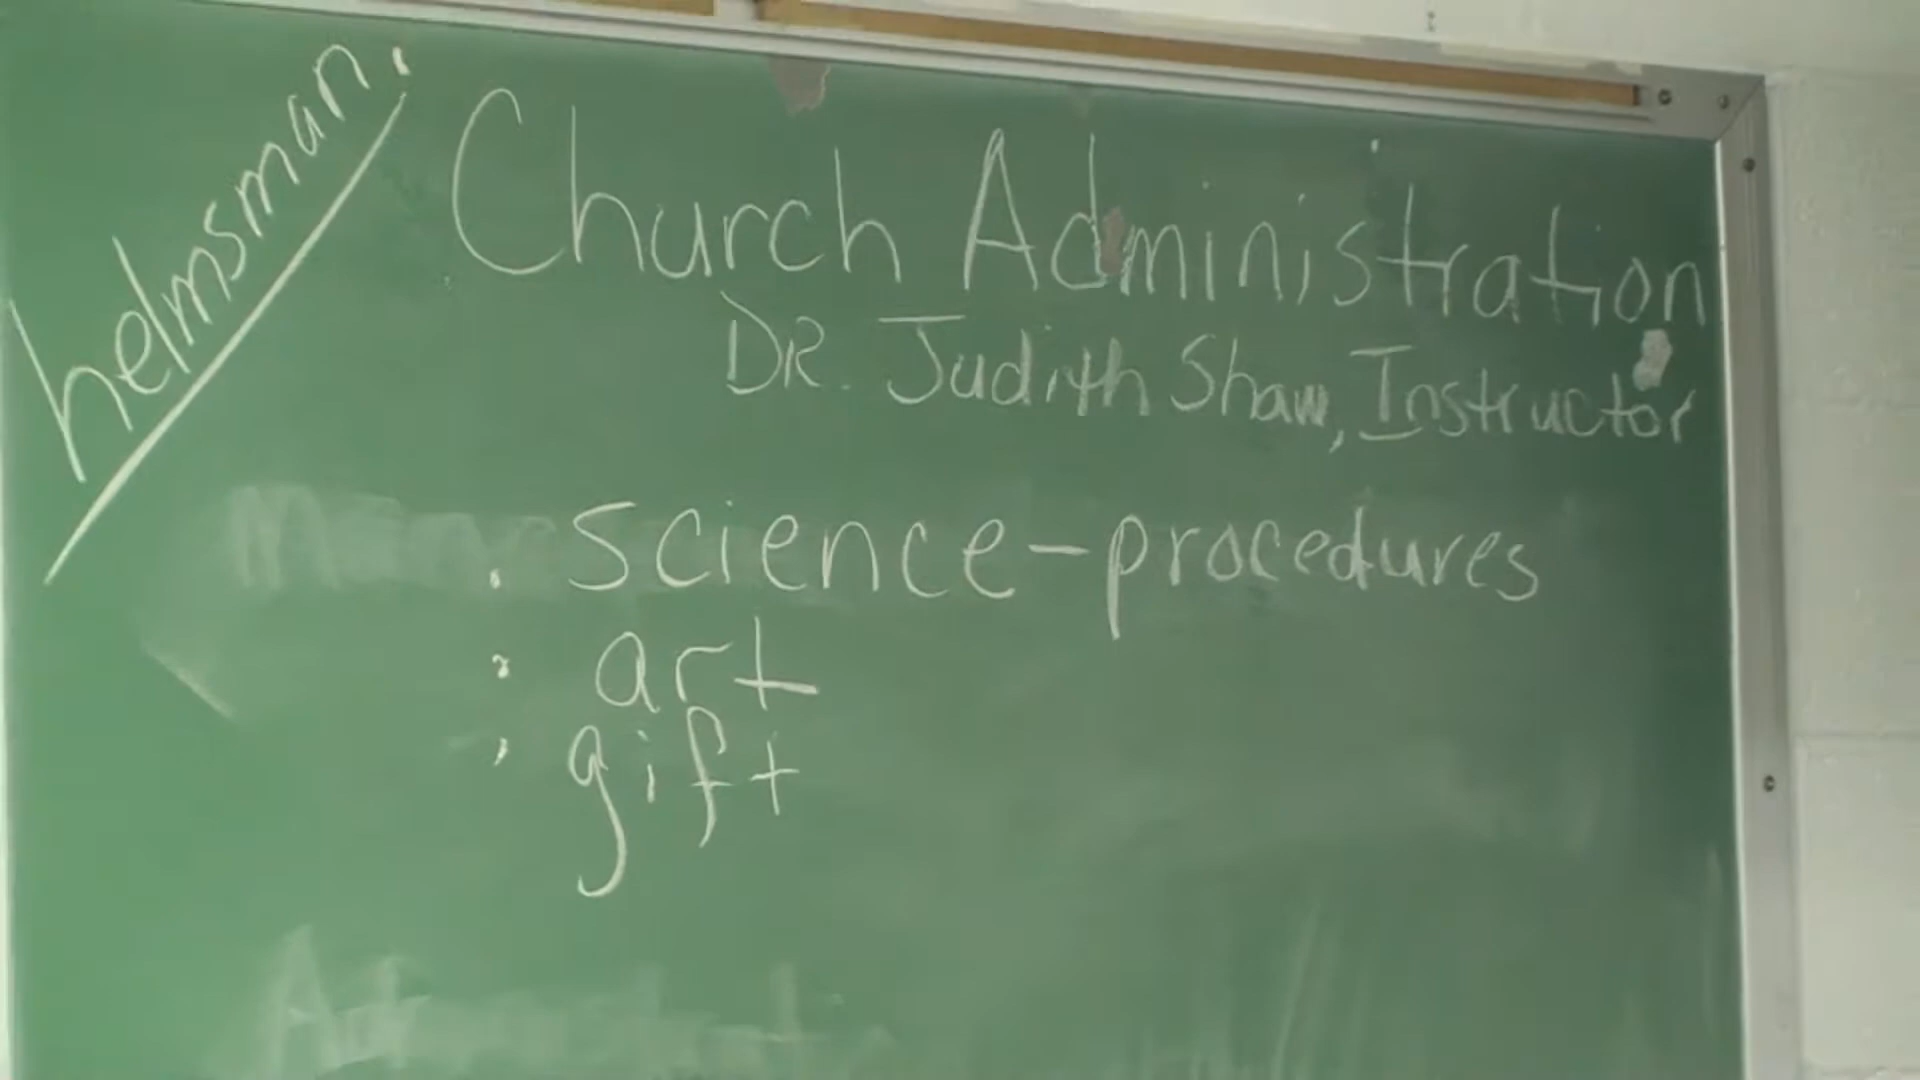 helmsman.
Church Administration
DR. Judith Shaw, Instructor
. science-procedures
. art
. gift